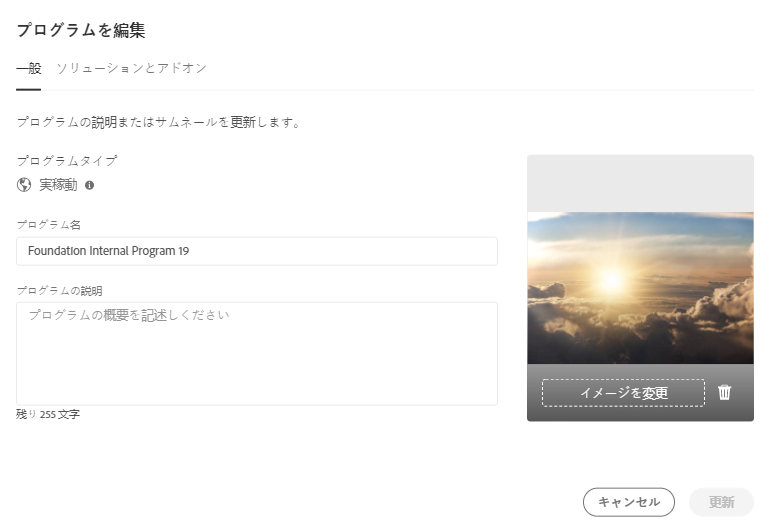 プログラムを編集
一般 ソリューションとアドオン
プログラムの説明またはサムネールを更新します。
プログラムタイプ
実稼動
プログラム名
Foundation Internal Program 19
プログラムの説明
プログラムの概要を記述しください
残り 255 文字
イメージを変更
キャンセル 更新